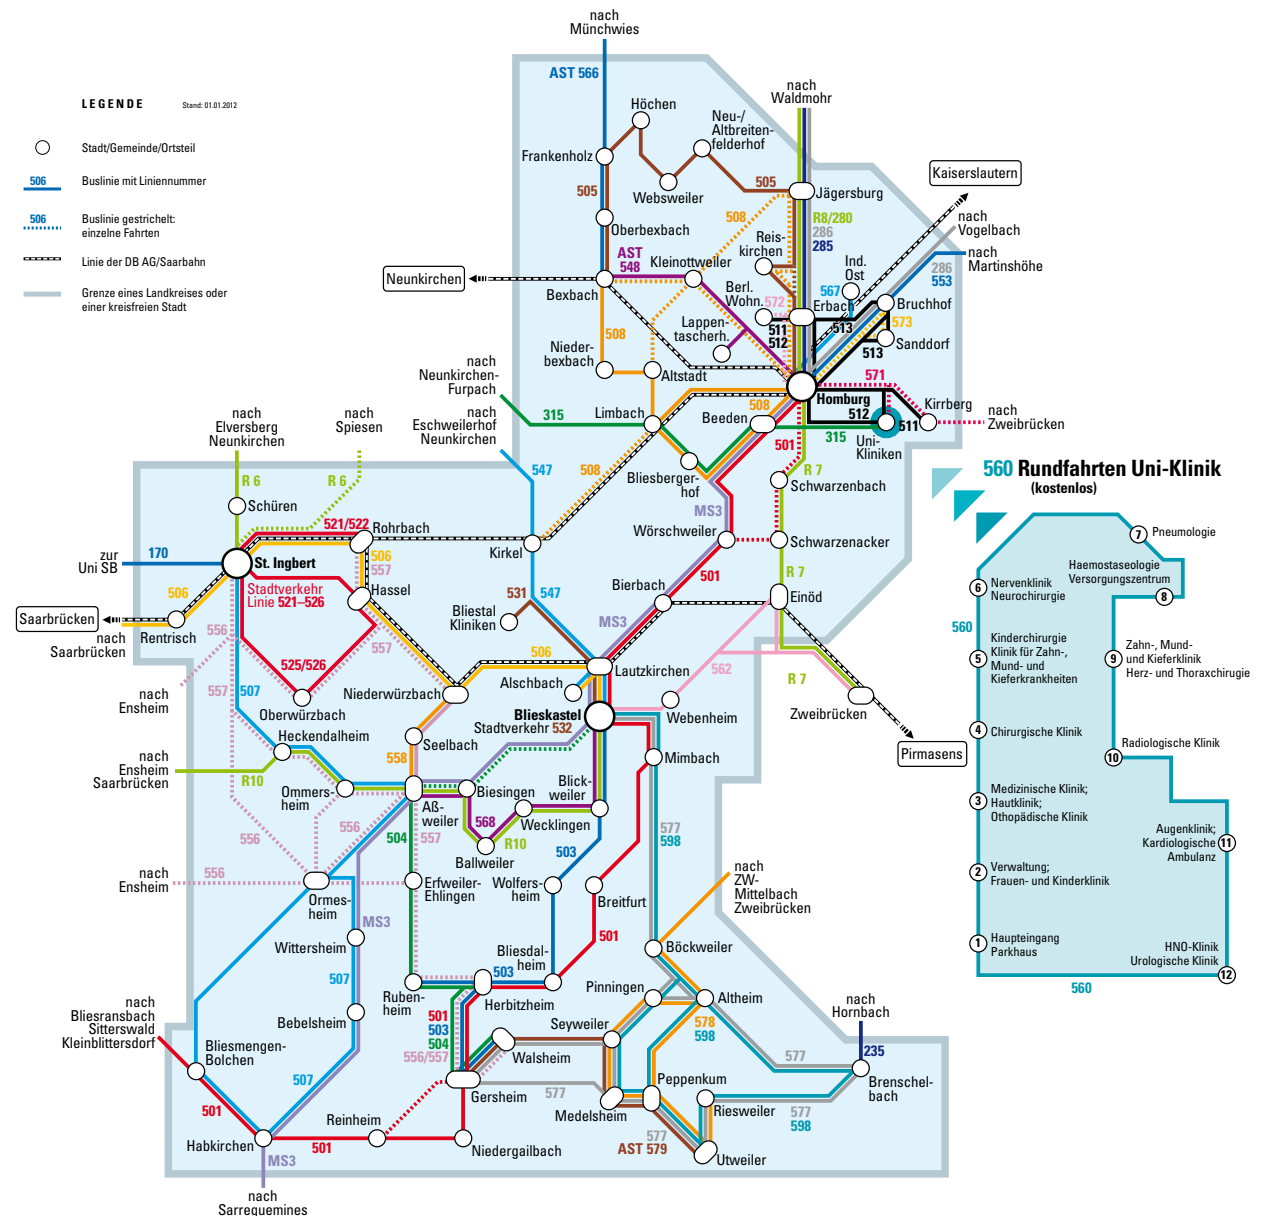 LEGENDE
Stand: 01.01.2012
Stadt/Gemeinde/Ortsteil
506
Buslinie mit Liniennummer
506
Buslinie gestrichelt:
einzelne Fahrten
Linie der DB AG/Saarbahn
Grenze eines Landkreises oder
einer kreisfreien Stadt
nach
Münchwies
AST 566
Höchen
Neu-/
Altbreiten-
felderhof
nach
Waldmohr
Frankenholz
505
Websweiler
505
Jägersburg
Kaiserslautern
Oberbexbach
508
R8/280
286
285
nach
Vogelbach
AST
548
Kleinottweiler
Reis-
kirchen
Ind.
Ost
nach
Martinshöhe
Neunkirchen
Bexbach
Berl.
Wohn.
572
567
286
553
Erbach
Bruchhof
508
Lappen-
tascherh.
511
512
513
573
513
Sanddorf
Nieder-
bexbach
Altstadt
571
nach
Neunkirchen-
Furpach
Homburg
512
Kirrberg
nach
Zweibrücken
315
Limbach
Beeden
508
501
315
511
Uni-
Kliniken
nach
Eschweilerhof
Neunkirchen
nach
Elversberg
Neunkirchen
nach
Spiesen
547
508
Bliesberger-
hof
R 7
Schwarzenbach
R 6
R 6
Schüren
521/522
Rohrbach
MS3
Wörschweiler
Schwarzenacker
zur
Uni SB
170
St. Ingbert
506
557
Kirkel
501
R 7
Stadtverkehr
Linie 521–526
Hassel
Bierbach
Einöd
506
Saarbrücken
nach
Saarbrücken
Rentrisch
556
531
547
Bliestal
Kliniken
MS3
557
506
Lautzkirchen
562
R 7
525/526
557
507
nach
Ensheim
Oberwürzbach
Niederwürzbach
Alschbach
Blieskastel
Stadtverkehr 532
Webenheim
Zweibrücken
Heckendalheim
Seelbach
Pirmasens
nach
Ensheim
Saarbrücken
R10
558
Mimbach
Ommers-
heim
Aß-
weiler
Biesingen
Blick-
weiler
556
556
504
557
568
Wecklingen
R10
Ballweiler
577
598
503
nach
Ensheim
556
Ormes-
heim
Erfweiler-
Ehlingen
Wolfers-
heim
Breitfurt
nach
ZW-
Mittelbach
Zweibrücken
MS3
Wittersheim
501
507
Bliesdal-
heim
Böckweiler
503
Ruben-
heim
Herbitzheim
Pinningen
Altheim
nach
Bliesransbach
Sitterswald
Kleinblittersdorf
Bebelsheim
501
503
504
556/557
Seyweiler
578
598
nach
Hornbach
Bliesmengen-
Bolchen
Walsheim
577
235
507
Gersheim
577
Peppenkum
Brenschel-
bach
501
Reinheim
Medelsheim
Riesweiler
577
598
Habkirchen
501
Niedergailbach
577
AST 579
Utweiler
MS3
nach
Sarreguemines
560 Rundfahrten Uni-Klinik
(kostenlos)
7 Pneumologie
Haemostaseologie
Versorgungszentrum
8
6 Nervenklinik
Neurochirurgie
560
5 Kinderchirurgie
Klinik für Zahn-,
Mund- und
Kieferkrankheiten
9 Zahn-, Mund-
und Kieferklinik
Herz- und Thoraxchirugie
4 Chirurgische Klinik
Radiologische Klinik
10
3 Medizinische Klinik;
Hautklinik;
Othopädische Klinik
Augenklinik;
Kardiologische
Ambulanz
11
2 Verwaltung;
Frauen- und Kinderklinik
1 Haupteingang
Parkhaus
HNO-Klinik
Urologische Klinik
12
560